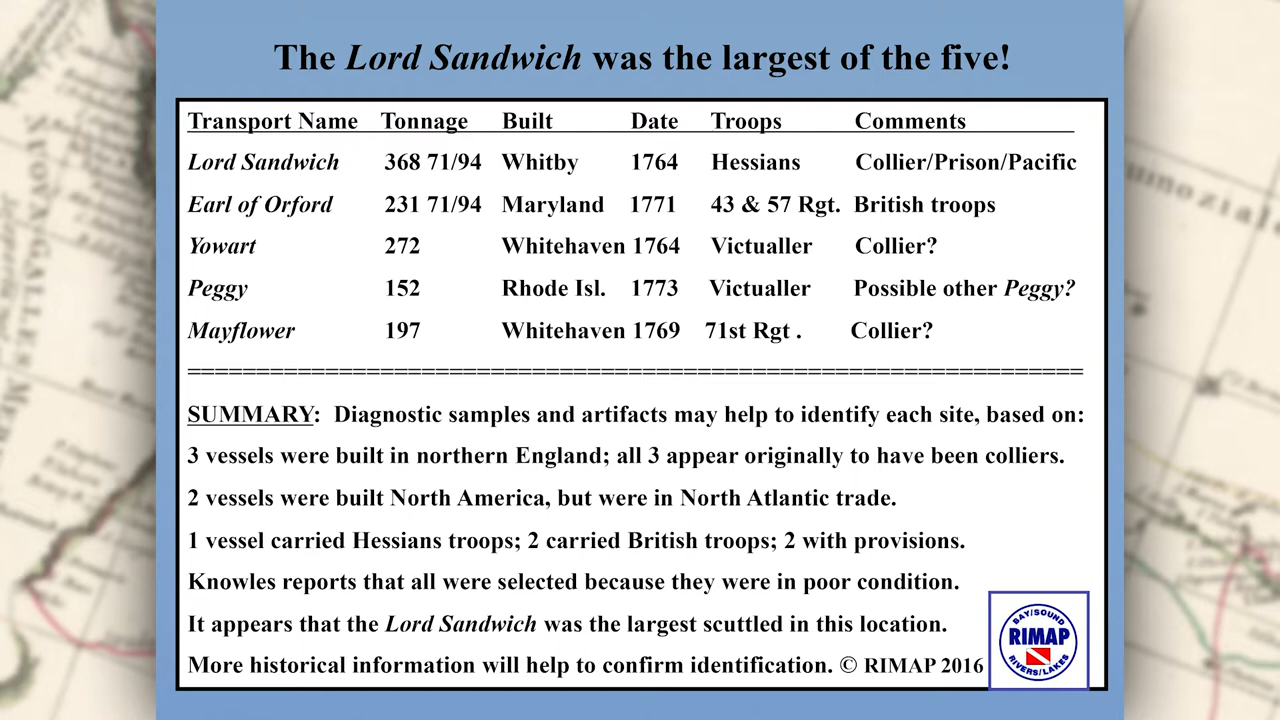 The Lord Sandwich was the largest of the five!
Transport Name Tonnage Built Date Troops Comments
Lord Sandwich 368 71/94 Whitby 1764 Hessians Collier/Prison/Pacific
Earl of Orford 231 71/94 Maryland 1771 43 & 57 Rgt. British troops
Yowart 272 Whitehaven 1764 Victualler Collier?
Peggy 152 Rhode Isl. 1773 Victualler Possible other Peggy?
Mayflower 197 Whitehaven 1769 71st Rgt . Collier?
==================================================================
SUMMARY: Diagnostic samples and artifacts may help to identify each site, based on:
3 vessels were built in northern England; all 3 appear originally to have been colliers.
2 vessels were built North America, but were in North Atlantic trade.
1 vessel carried Hessians troops; 2 carried British troops; 2 with provisions.
Knowles reports that all were selected because they were in poor condition.
It appears that the Lord Sandwich was the largest scuttled in this location.
More historical information will help to confirm identification. © RIMAP 2016
BAY/SOUND
RIMAP
RIVERS/LAKES